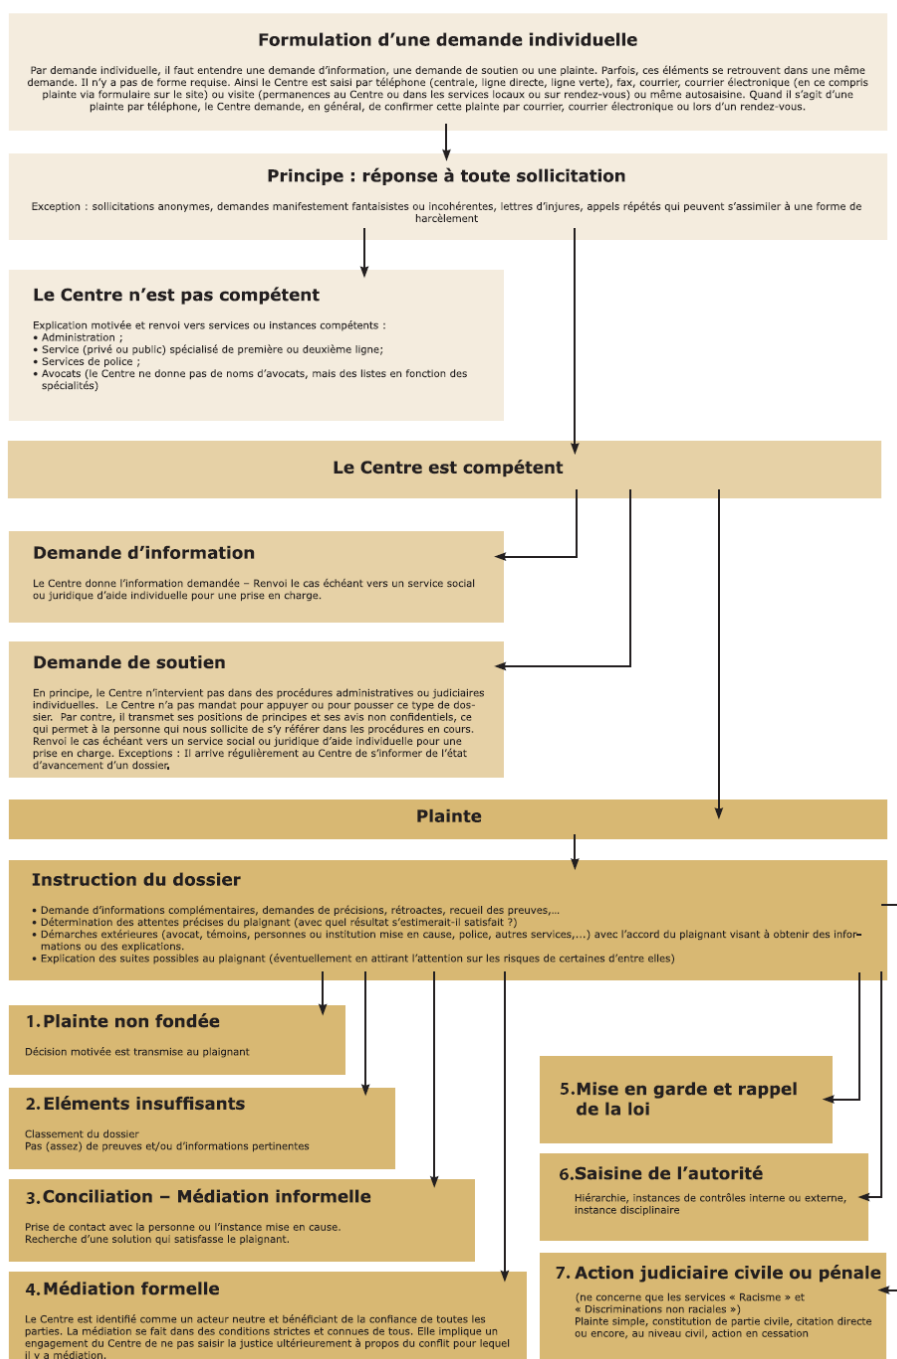 Formulation d’une demande individuelle
Par demande individuelle, il faut entendre une demande d’information, une demande de soutien ou une plainte. Parfois, ces éléments se retrouvent dans une même
demande. Il n’y a pas de forme requise. Ainsi le Centre est saisi par téléphone (centrale, ligne directe, ligne verte), fax, courrier, courrier électronique (en ce compris
plainte via formulaire sur le site) ou visite (permanences au Centre ou dans les services locaux ou sur rendez-vous) ou même autosaisine. Quand il s’agit d’une
plainte par téléphone, le Centre demande, en général, de confirmer cette plainte par courrier, courrier électronique ou lors d’un rendez-vous.
Principe : réponse à toute sollicitation
Exception : sollicitations anonymes, demandes manifestement fantaisistes ou incohérentes, lettres d’injures, appels répétés qui peuvent s’assimiler à une forme de
harcèlement
Le Centre n’est pas compétent
Explication motivée et renvoi vers services ou instances compétents :
• Administration ;
• Service (privé ou public) spécialisé de première ou deuxième ligne;
• Services de police ;
• Avocats (le Centre ne donne pas de noms d’avocats, mais des listes en fonction des
spécialités)
Le Centre est compétent
Demande d’information
Le Centre donne l’information demandée – Renvoi le cas échéant vers un service social
ou juridique d’aide individuelle pour une prise en charge.
Demande de soutien
En principe, le Centre n’intervient pas dans des procédures administratives ou judiciaires
individuelles. Le Centre n’a pas mandat pour appuyer ou pour pousser ce type de dos-
sier. Par contre, il transmet ses positions de principes et ses avis non confidentiels, ce
qui permet à la personne qui nous sollicite de s’y référer dans les procédures en cours.
Renvoi le cas échéant vers un service social ou juridique d’aide individuelle pour une
prise en charge. Exceptions : Il arrive régulièrement au Centre de s’informer de l’état
d’avancement d’un dossier.
Plainte
Instruction du dossier
• Demande d’informations complémentaires, demandes de précisions, rétroactes, recueil des preuves,...
• Détermination des attentes précises du plaignant (avec quel résultat s’estimerait-il satisfait ?)
• Démarches extérieures (avocat, témoins, personnes ou institution mise en cause, police, autres services,...) avec l’accord du plaignant visant à obtenir des infor-
mations ou des explications.
• Explication des suites possibles au plaignant (éventuellement en attirant l’attention sur les risques de certaines d’entre elles)
1. Plainte non fondée
Décision motivée est transmise au plaignant
2. Eléments insuffisants
Classement du dossier
Pas (assez) de preuves et/ou d’informations pertinentes
3. Conciliation – Médiation informelle
Prise de contact avec la personne ou l’instance mise en cause.
Recherche d’une solution qui satisfasse le plaignant.
4. Médiation formelle
Le Centre est identifié comme un acteur neutre et bénéficiant de la confiance de toutes les
parties. La médiation se fait dans des conditions strictes et connues de tous. Elle implique un
engagement du Centre de ne pas saisir la justice ultérieurement à propos du conflit pour lequel
il y a médiation.
5. Mise en garde et rappel
de la loi
6. Saisine de l’autorité
Hiérarchie, instances de contrôles interne ou externe,
instance disciplinaire
7. Action judiciaire civile ou pénale
(ne concerne que les services « Racisme » et
« Discriminations non raciales »)
Plainte simple, constitution de partie civile, citation directe
ou encore, au niveau civil, action en cessation